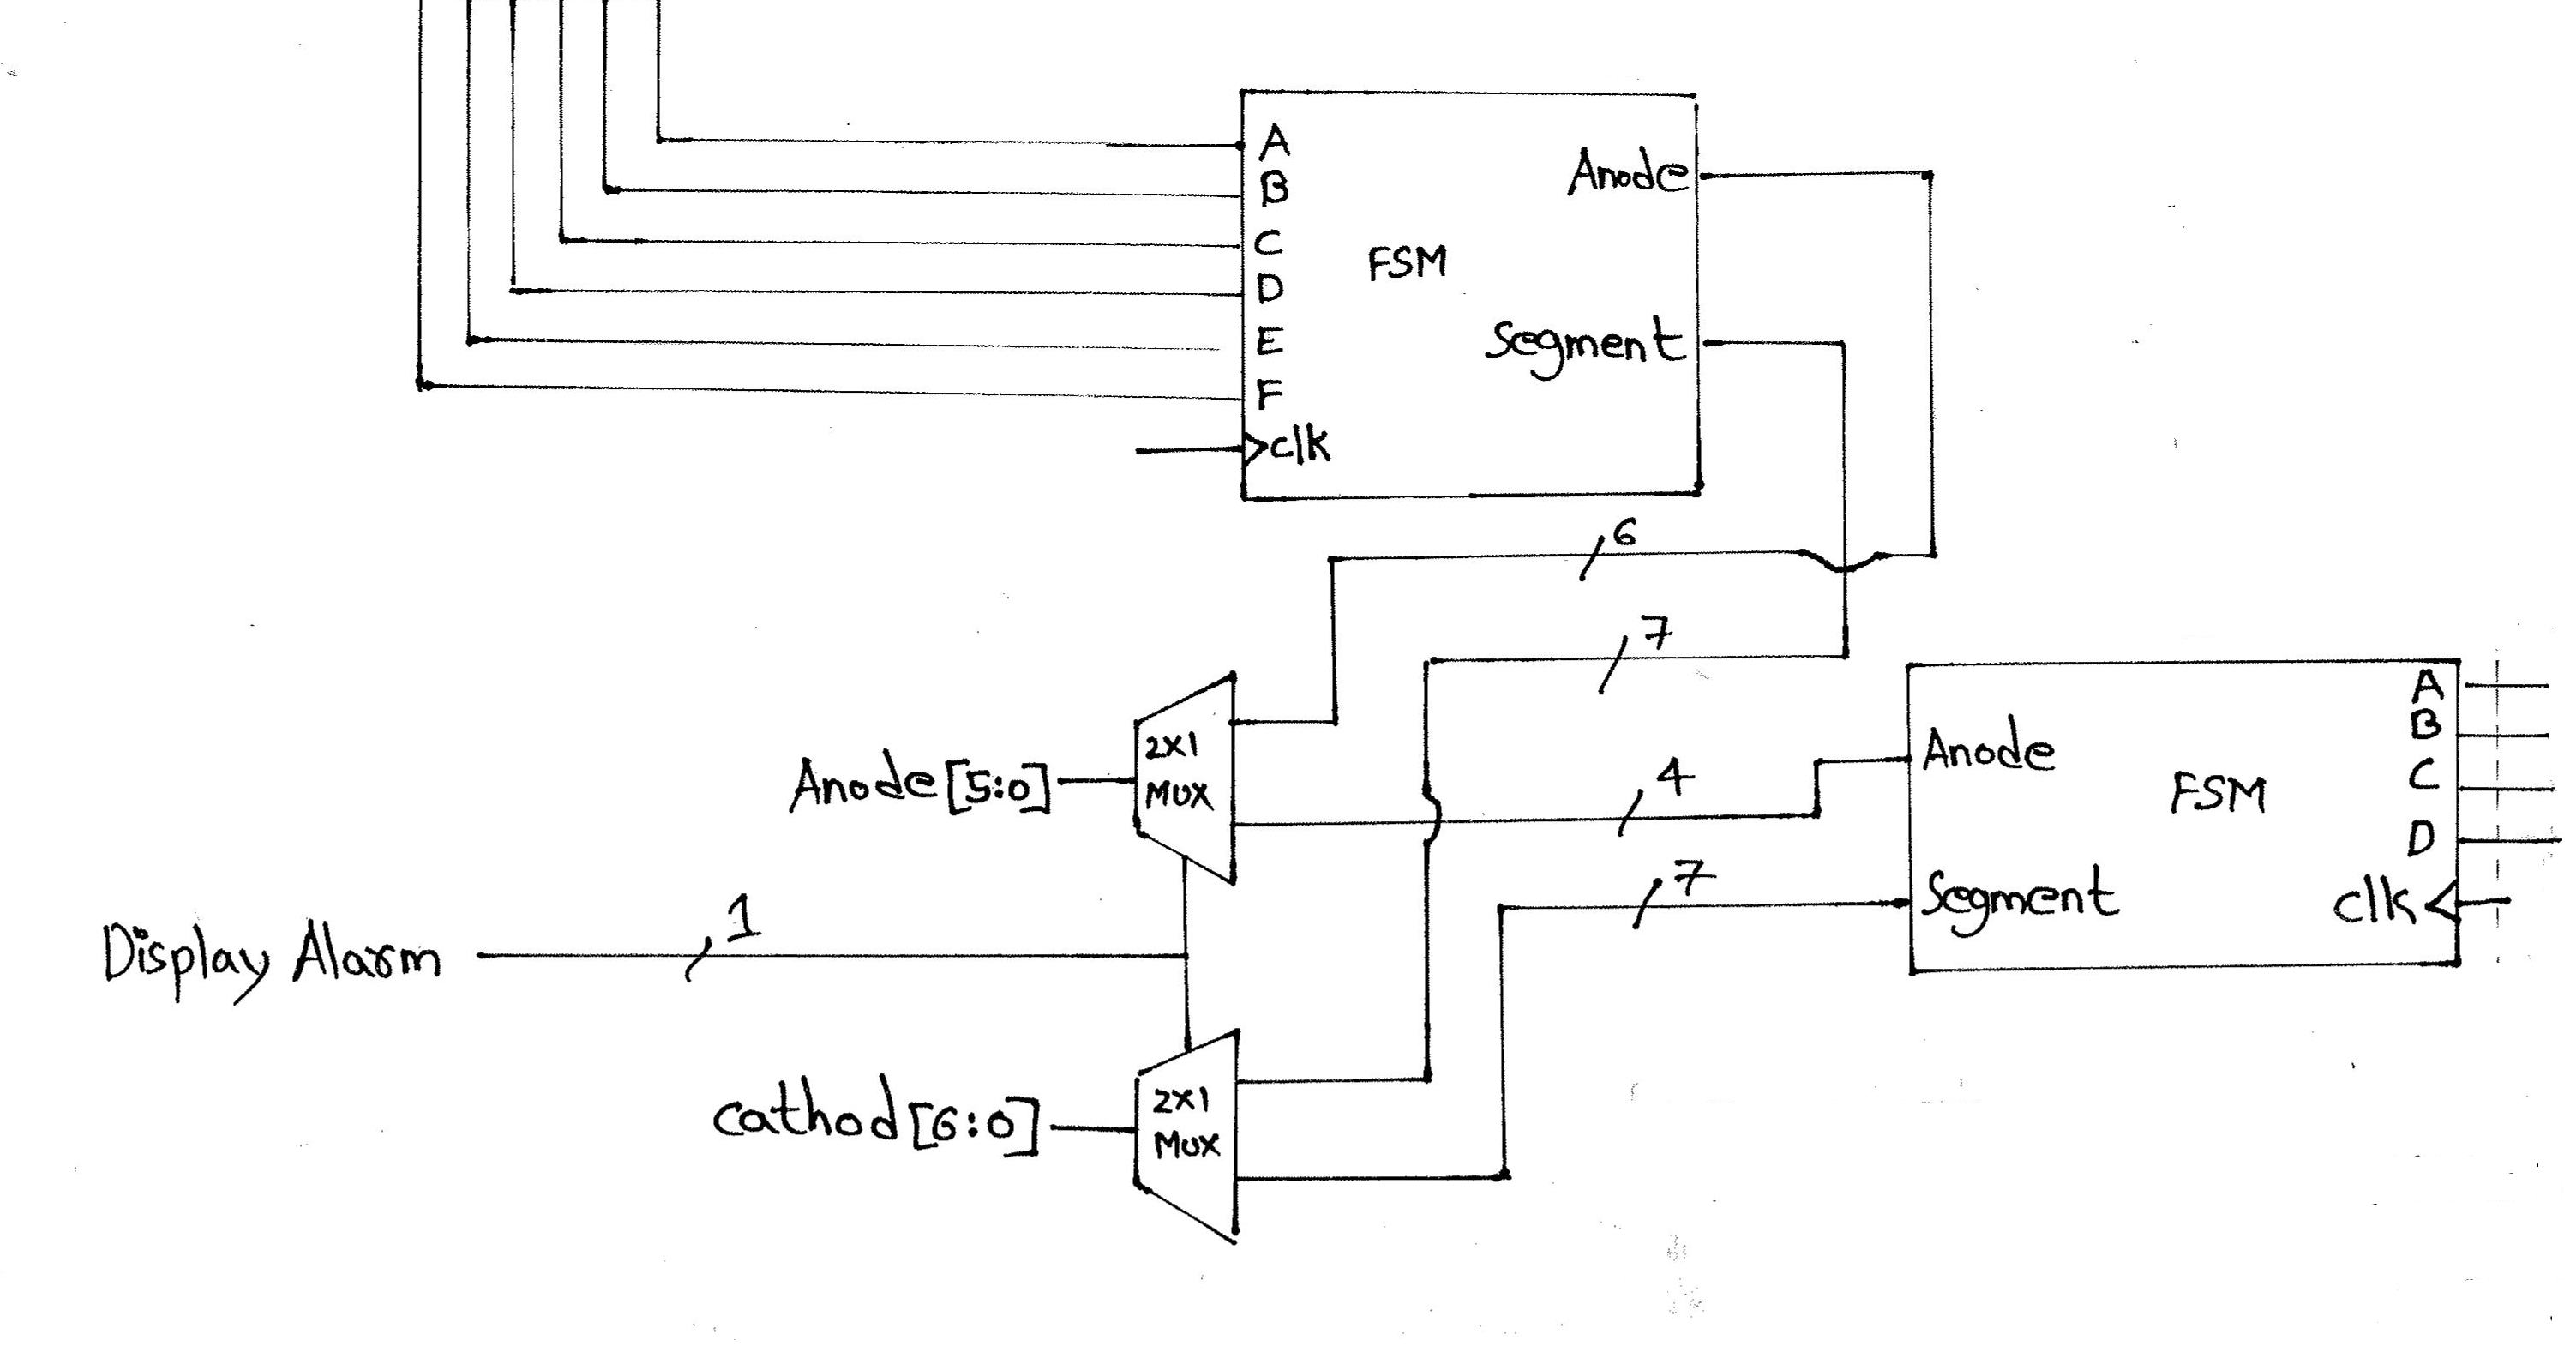 A
B
C
D
E
F
clk
FSM
Anode
Segment
6
7
2X1
MUX
Anode[5:0]
4
7
Anode
Segment
FSM
A
B
C
D
clk
Display Alarm
1
2X1
MUX
cathod[6:0]